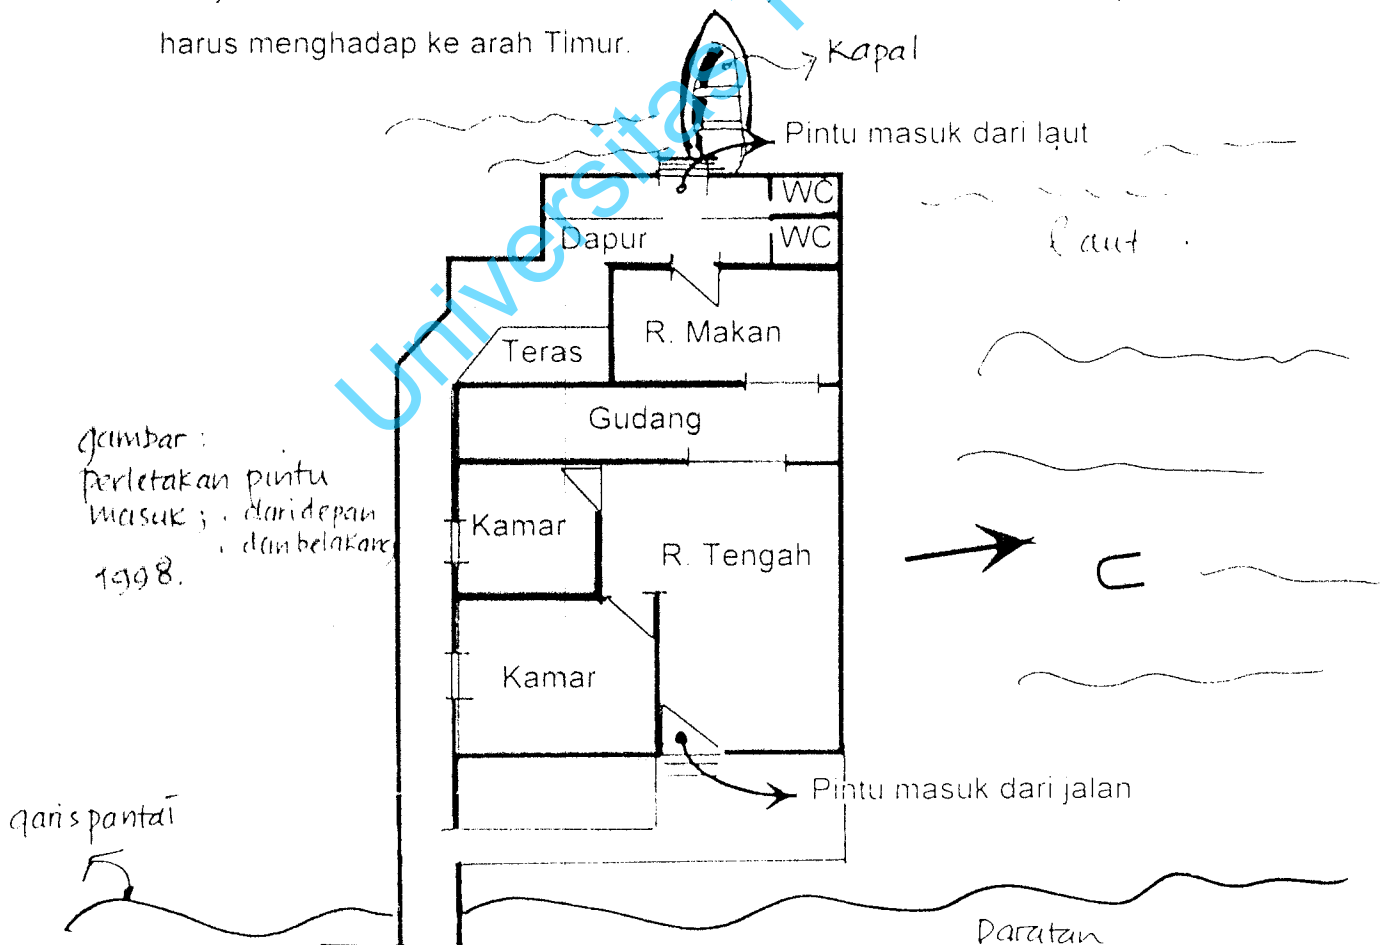 harus menghadap ke arah Timur.
Kapal
Pintu masuk dari laut
WC
Dapur
WC
laut
R. Makan
Teras
Gudang
gambar :
perletakan pintu
masuk ; . dari depan
. dan belakang
1998.
Kamar
R. Tengah
U
Kamar
Pintu masuk dari jalan
garis pantai
Daratan
Universitas